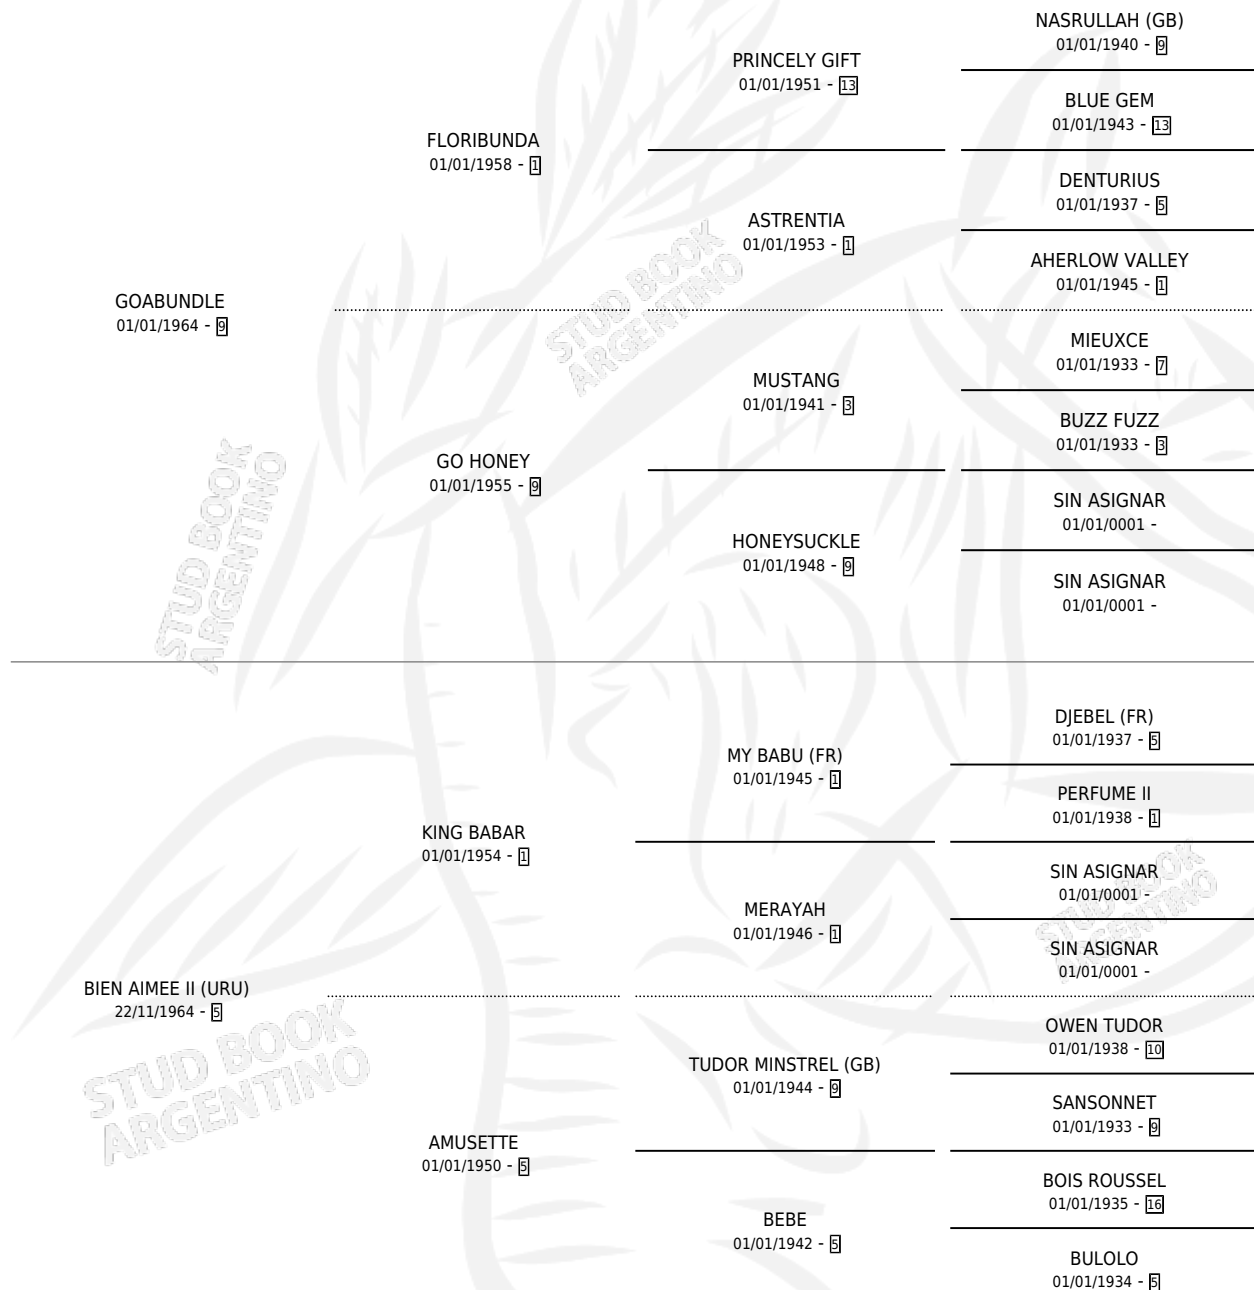 NASRULLAH (GB)
01/01/1940 - 9
PRINCELY GIFT
01/01/1951 - 13
BLUE GEM
01/01/1943 - 13
FLORIBUNDA
01/01/1958 - 1
DENTURIUS
01/01/1937 - 5
ASTRENTIA
01/01/1953 - 1
AHERLOW VALLEY
01/01/1945 - 1
GOABUNDLE
01/01/1964 - 9
STUD BOOK
ARGENTINO
MIEUXCE
01/01/1933 - 7
MUSTANG
01/01/1941 - 3
BUZZ FUZZ
01/01/1933 - 3
GO HONEY
01/01/1955 - 9
SIN ASIGNAR
01/01/0001 -
HONEYSUCKLE
01/01/1948 - 9
SIN ASIGNAR
01/01/0001 -
STUD BOOK
ARGENTINO
DJEBEL (FR)
01/01/1937 - 5
MY BABU (FR)
01/01/1945 - 1
PERFUME II
01/01/1938 - 1
KING BABAR
01/01/1954 - 1
SIN ASIGNAR
01/01/0001 -
MERAYAH
01/01/1946 - 1
SIN ASIGNAR
01/01/0001 -
STUD BOOK
ARGENTINO
BIEN AIMEE II (URU)
22/11/1964 - 5
OWEN TUDOR
01/01/1938 - 10
TUDOR MINSTREL (GB)
01/01/1944 - 9
SANSONNET
01/01/1933 - 9
STUD BOOK
ARGENTINO
AMUSETTE
01/01/1950 - 5
BOIS ROUSSEL
01/01/1935 - 16
BEBE
01/01/1942 - 5
BULOLO
01/01/1934 - 5